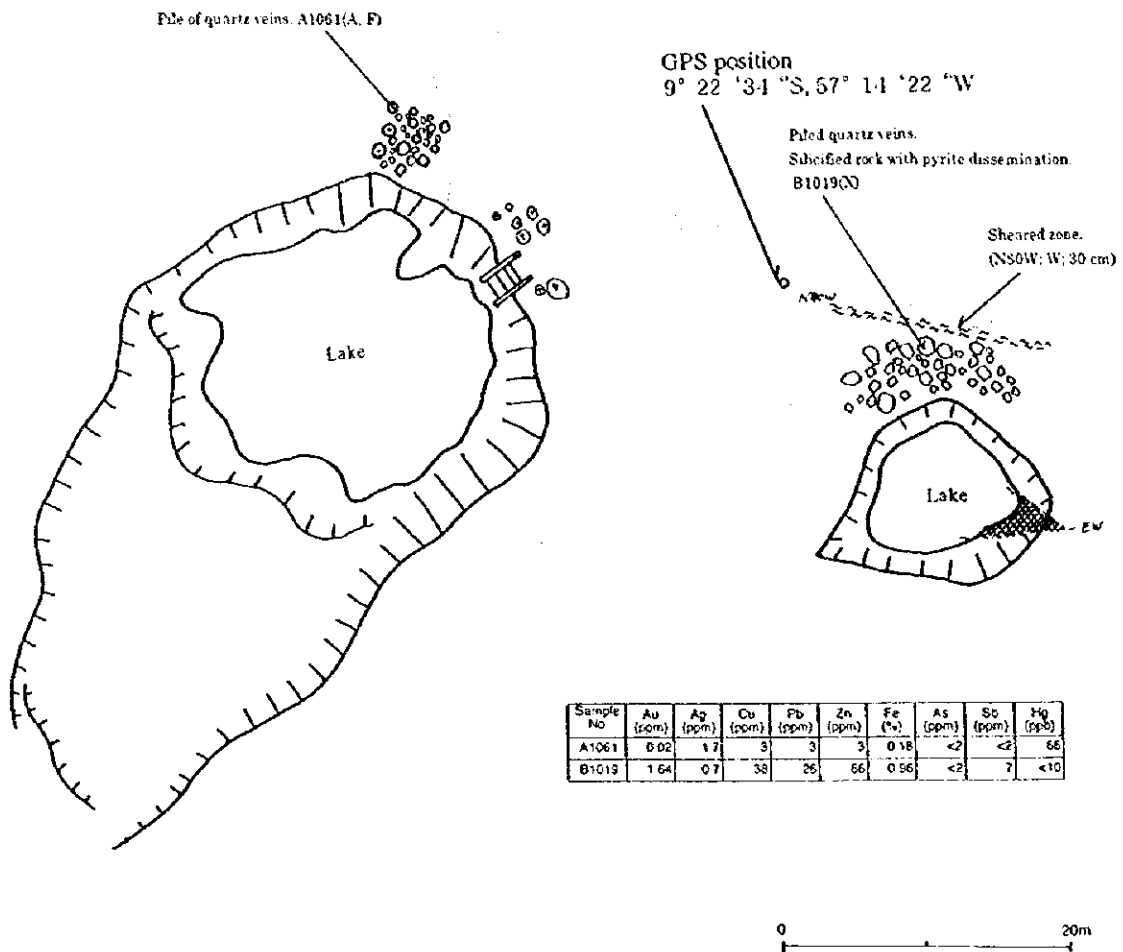 Pile of quartz veins. A1061(A, F)
GPS position
9° 22 '34 "S, 57° 14 '22 "W
Piled quartz veins.
Silicified rock with pyrite dissemination.
B1019(X)
Sheared zone.
(N80W; W; 30 cm)
Lake
Lake
EW
Sample No Au (ppm) Ag (ppm) Cu (ppm) Pb (ppm) Zn (ppm) Fe (%) As (ppm) Sb (ppm) Hg (ppb)
A1061 0.02 1.7 3 3 3 0.18 <2 <2
B1019 1.64 0.7 38 26 66 0.96 <2 <10
0 20m